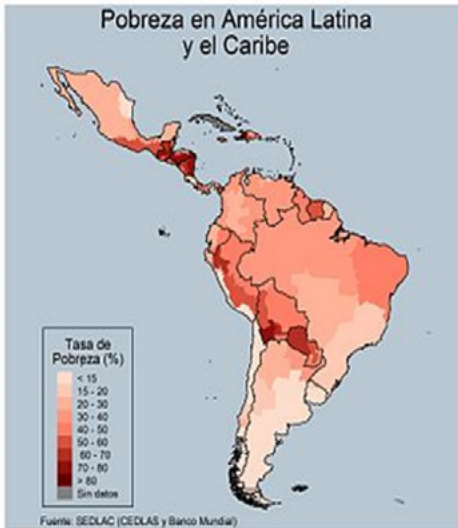 Pobreza en América Latina
y el Caribe
Tasa de
Pobreza (%)
< 15
15 - 20
20 - 30
30 - 40
40 - 50
50 - 60
60 - 70
70 - 80
> 80
Sin datos
Fuente: SEDLAC (CEDLAS y Banco Mundial)